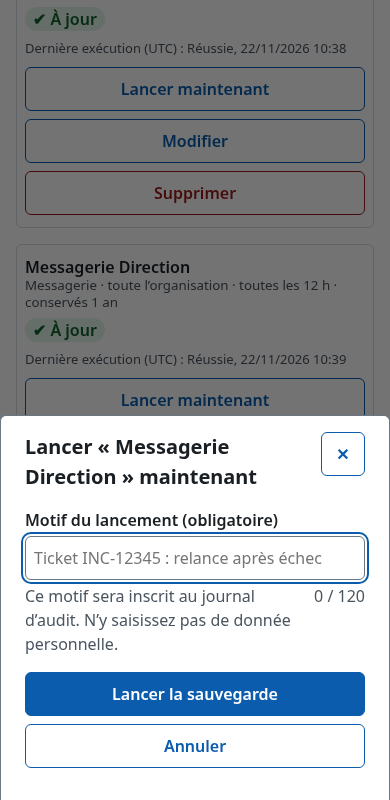 ✔ À jour
Dernière exécution (UTC) : Réussie, 22/11/2026 10:38
Lancer maintenant
Modifier
Supprimer
Messagerie Direction
Messagerie · toute l’organisation · toutes les 12 h ·
conservés 1 an
✔ À jour
Dernière exécution (UTC) : Réussie, 22/11/2026 10:39
Lancer maintenant
Lancer « Messagerie
Direction » maintenant
×
Motif du lancement (obligatoire)
Ticket INC-12345 : relance après échec
Ce motif sera inscrit au journal 0 / 120
d’audit. N’y saisissez pas de donnée
personnelle.
Lancer la sauvegarde
Annuler